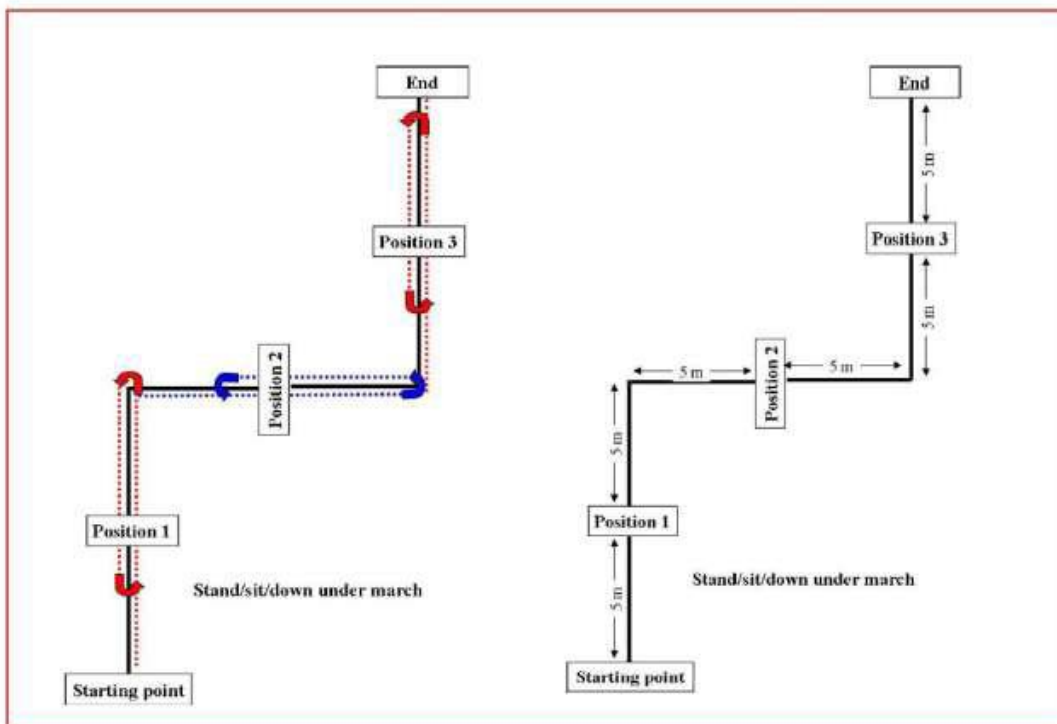 End
Position 3
Position 2
Position 1
Stand/sit/down under march
Starting point
End
5 m
Position 3
5 m
5 m
Position 2
5 m
5 m
Position 1
Stand/sit/down under march
5 m
Starting point